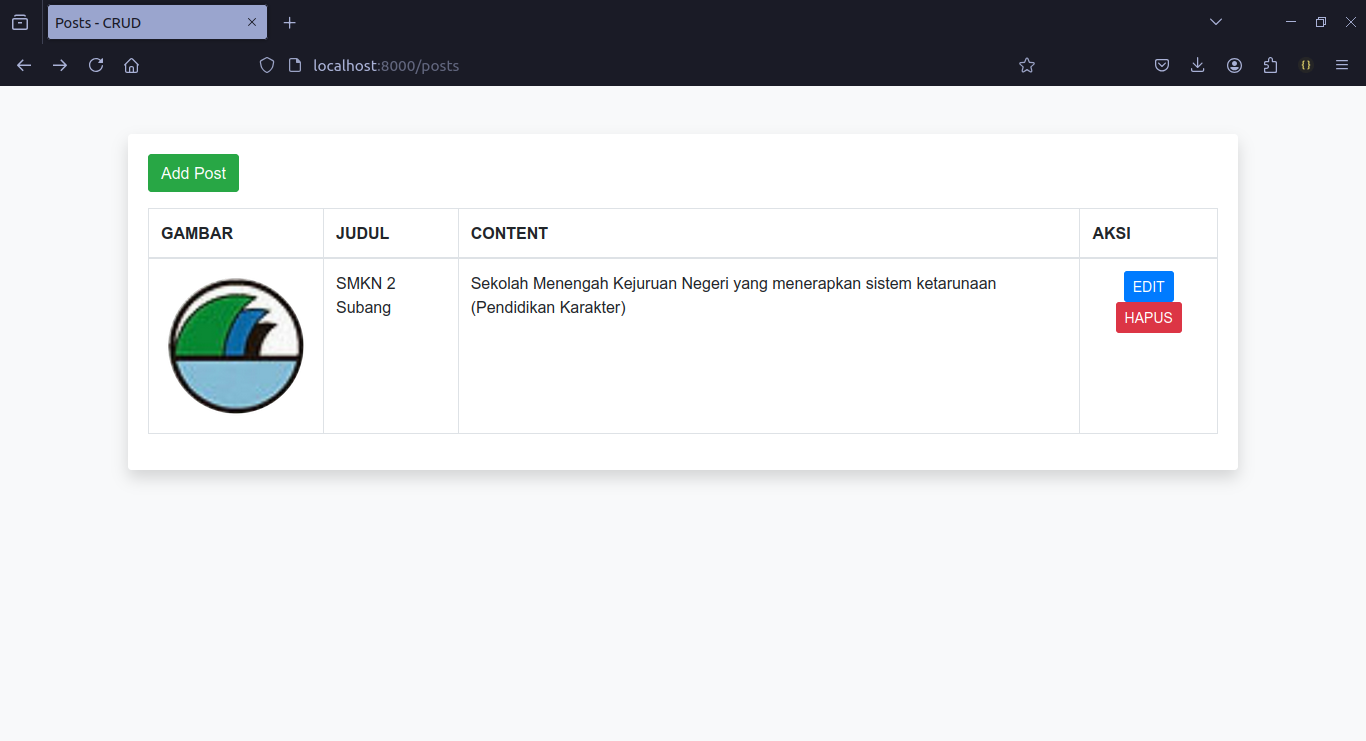 Posts - CRUD
localhost:8000/posts
Add Post
GAMBAR JUDUL CONTENT AKSI
SMKN 2 Subang
Sekolah Menengah Kejuruan Negeri yang menerapkan sistem ketarunaan
(Pendidikan Karakter)
EDIT
HAPUS